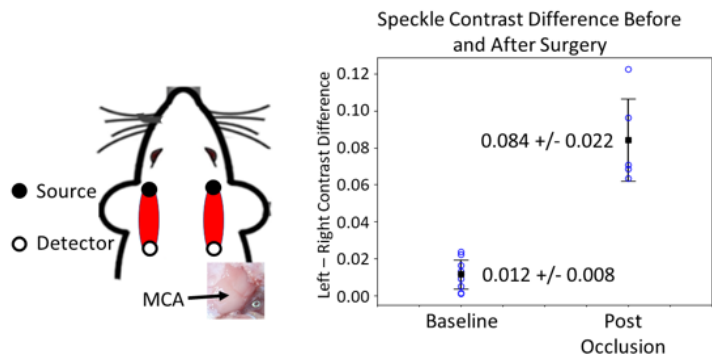 Source
Detector
MCA
Speckle Contrast Difference Before
and After Surgery
Left – Right Contrast Difference
0.12
0.10
0.08
0.06
0.04
0.02
0.00
0.084 +/- 0.022
0.012 +/- 0.008
Baseline
Post
Occlusion